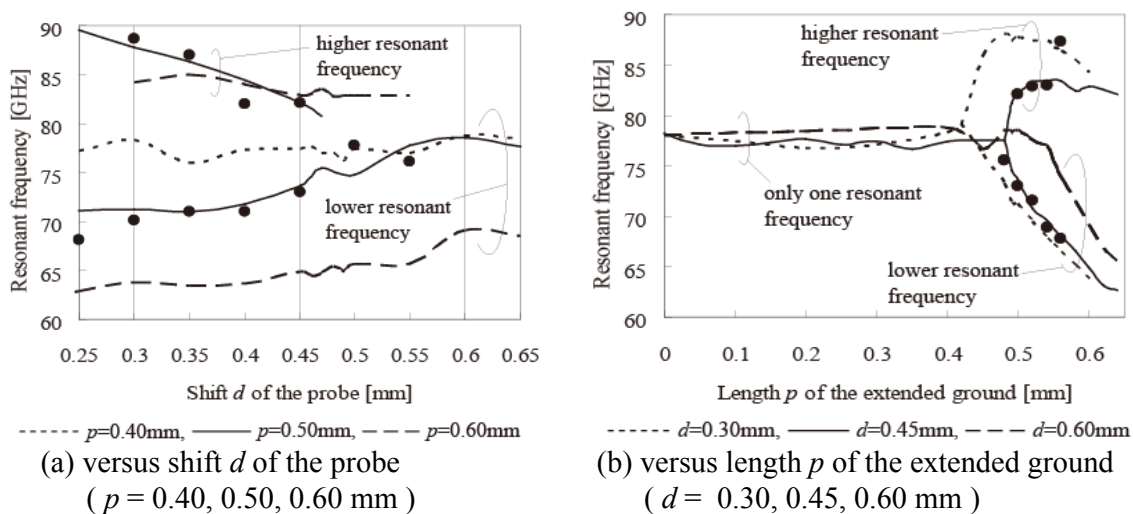 90
85
80
75
70
65
60
Resonant frequency [GHz]
higher resonant
frequency
lower resonant
frequency
0.25 0.3 0.35 0.4 0.45 0.5 0.55 0.6 0.65
Shift d of the probe [mm]
p=0.40mm, p=0.50mm, p=0.60mm
(a) versus shift d of the probe
( p = 0.40, 0.50, 0.60 mm )
90
85
80
75
70
65
60
Resonant frequency [GHz]
higher resonant
frequency
only one resonant
frequency
lower resonant
frequency
0 0.1 0.2 0.3 0.4 0.5 0.6
Length p of the extended ground [mm]
d=0.30mm, d=0.45mm, d=0.60mm
(b) versus length p of the extended ground
( d = 0.30, 0.45, 0.60 mm )